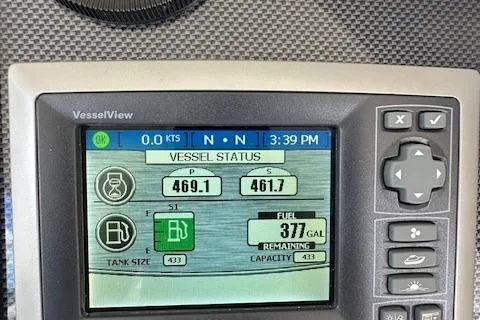 VesselView
OK 0.0 KTS N • N 3:39 PM
VESSEL STATUS
P S
469.1 461.7
S1
F
E
FUEL
377 GAL
REMAINING
TANK SIZE 433 CAPACITY 433
X ✓